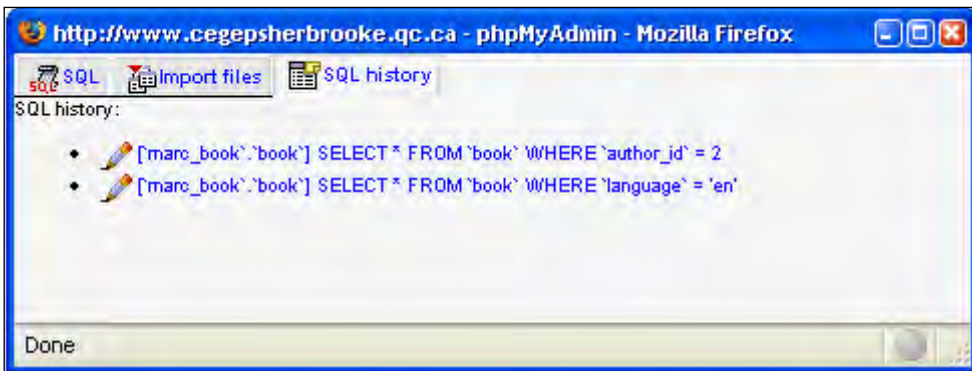 http://www.cegepsherbrooke.qc.ca - phpMyAdmin - Mozilla Firefox
SQL Import files SQL history
SQL history:
[`marc_book`.`book`] SELECT * FROM `book` WHERE `author_id` = 2
[`marc_book`.`book`] SELECT * FROM `book` WHERE `language` = 'en'
Done